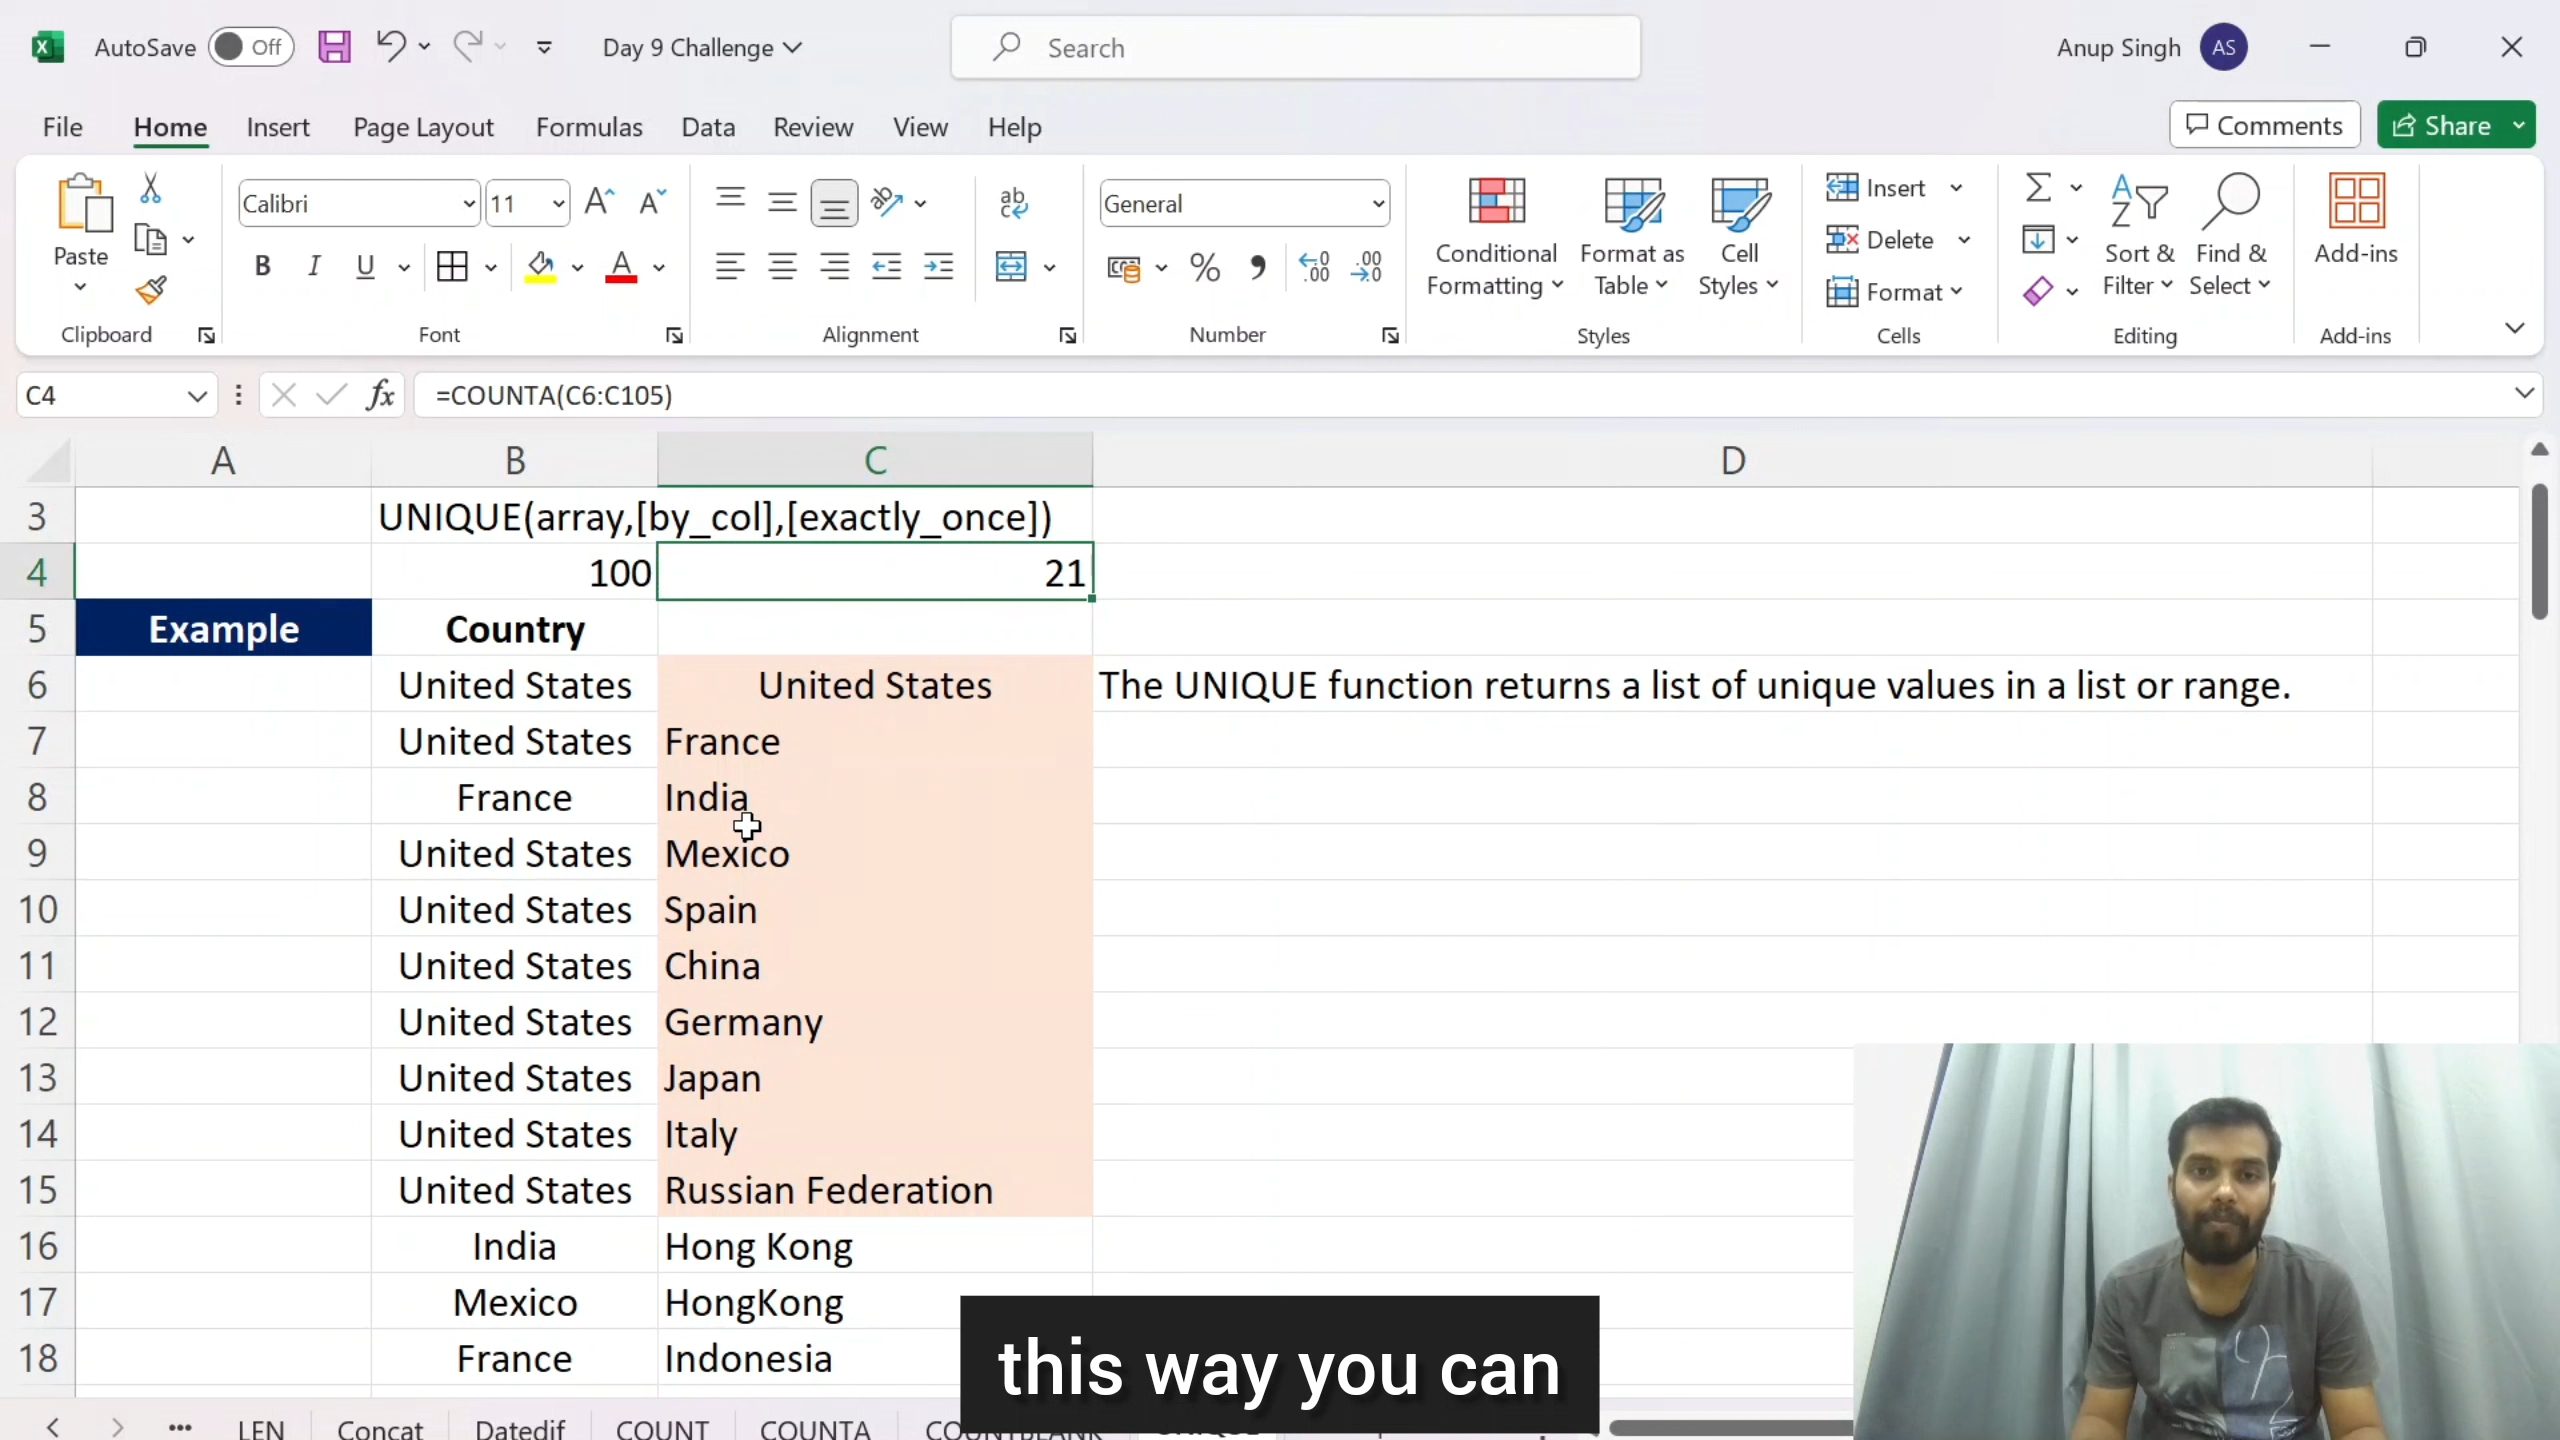 AutoSave Off Day 9 Challenge Search Anup Singh AS
File Home Insert Page Layout Formulas Data Review View Help Comments Share
Paste Calibri 11 General Conditional Formatting Format as Table Cell Styles Insert Delete Format Sort & Filter Find & Select Add-ins
Clipboard Font Alignment Number Styles Cells Editing Add-ins
C4 fx =COUNTA(C6:C105)
A B C D
3 UNIQUE(array,[by_col],[exactly_once])
4 100 21
5 Example Country
6 United States United States The UNIQUE function returns a list of unique values in a list or range.
7 United States France
8 France India
9 United States Mexico
10 United States Spain
11 United States China
12 United States Germany
13 United States Japan
14 United States Italy
15 United States Russian Federation
16 India Hong Kong
17 Mexico HongKong
18 France Indonesia
this way you can
LEN Concat Datedif COUNT COUNTA